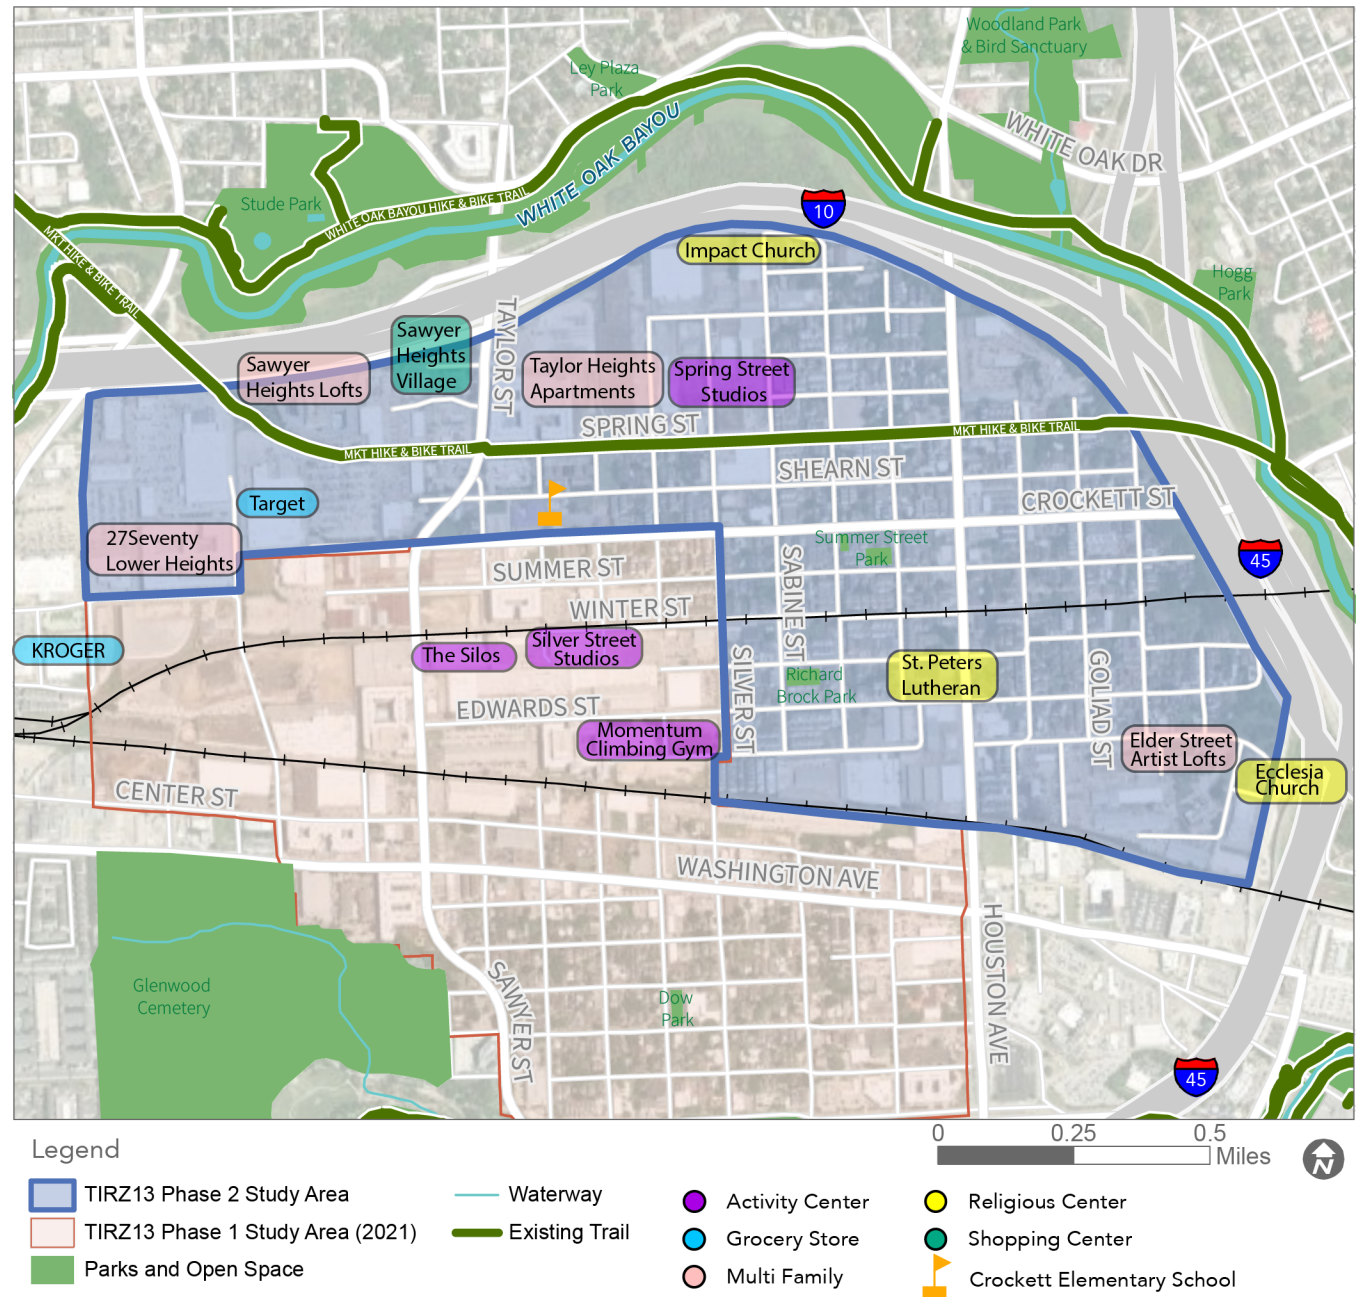 Woodland Park
& Bird Sanctuary
Ley Plaza
Park
WHITE OAK BAYOU
WHITE OAK DR
Stude Park
WHITE OAK BAYOU HIKE & BIKE TRAIL
10
MKT HIKE & BIKE TRAIL
Impact Church
Hogg
Park
TAYLOR ST
Sawyer
Heights
Village
Sawyer
Heights Lofts
Taylor Heights
Apartments
Spring Street
Studios
SPRING ST
MKT HIKE & BIKE TRAIL
MKT HIKE & BIKE TRAIL
SHEARN ST
CROCKETT ST
Target
27Seventy
Lower Heights
Summer Street
Park
45
SUMMER ST
SABINE ST
WINTER ST
KROGER
The Silos
Silver Street
Studios
SILVER ST
Richard
Brock Park
St. Peters
Lutheran
GOLIAD ST
EDWARDS ST
Momentum
Climbing Gym
Elder Street
Artist Lofts
Ecclesia
Church
CENTER ST
WASHINGTON AVE
HOUSTON AVE
Glenwood
Cemetery
SAWYER ST
Dow
Park
45
Legend
0 0.25 0.5
Miles
N
TIRZ13 Phase 2 Study Area
TIRZ13 Phase 1 Study Area (2021)
Parks and Open Space
Waterway
Existing Trail
Activity Center
Grocery Store
Multi Family
Religious Center
Shopping Center
Crockett Elementary School